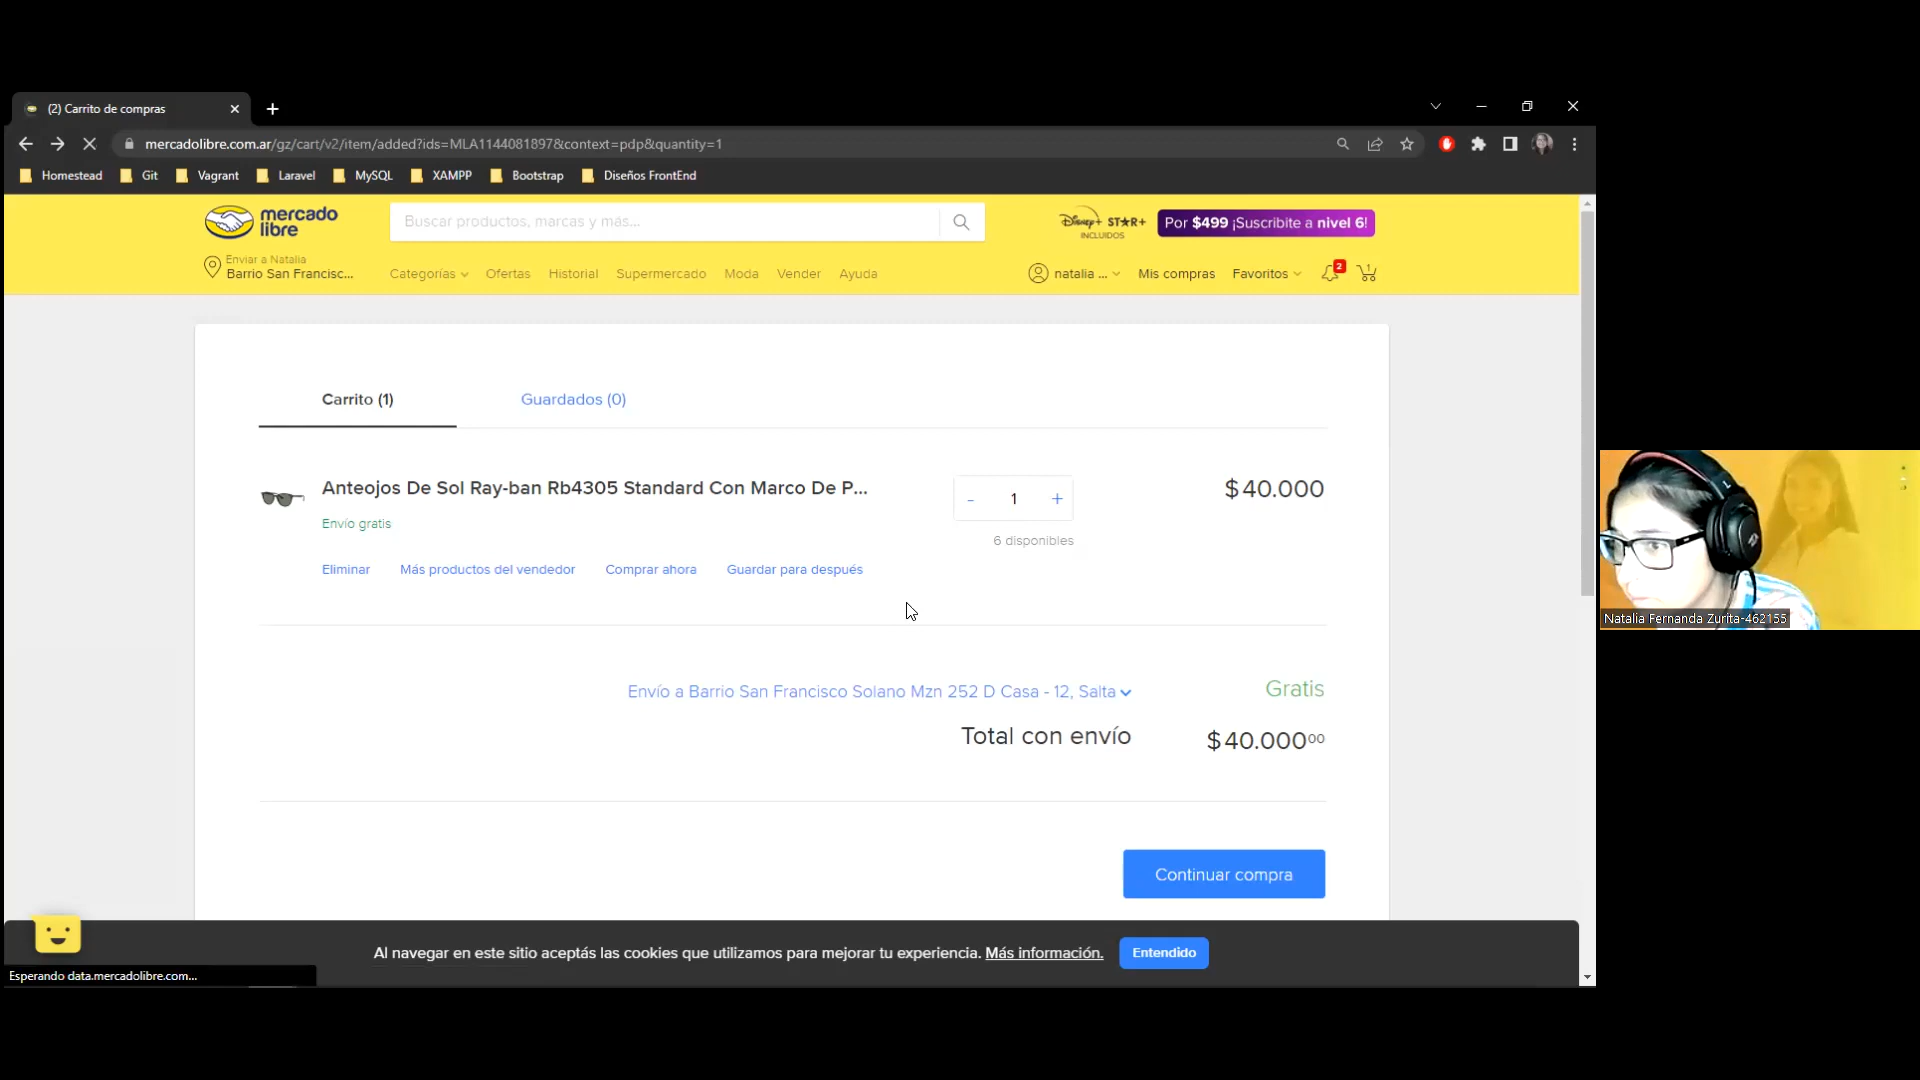 (2) Carrito de compras
mercadolibre.com.ar/gz/cart/v2/item/added?ids=MLA1144081897&context=pdp&quantity=1
Homestead Git Vagrant Laravel MySQL XAMPP Bootstrap Diseños FrontEnd
mercado
libre
Buscar productos, marcas y más...
Disney+ ST★R+
INCLUIDOS
Por $499 ¡Suscribite a nivel 6!
Enviar a Natalia
Barrio San Francisc...
Categorías Ofertas Historial Supermercado Moda Vender Ayuda
natalia ... Mis compras Favoritos 2 1
Carrito (1) Guardados (0)
Anteojos De Sol Ray-ban Rb4305 Standard Con Marco De P... - 1 + $ 40.000
Envío gratis
6 disponibles
Eliminar Más productos del vendedor Comprar ahora Guardar para después
Envío a Barrio San Francisco Solano Mzn 252 D Casa - 12, Salta Gratis
Total con envío $ 40.000 00
Continuar compra
Al navegar en este sitio aceptás las cookies que utilizamos para mejorar tu experiencia. Más información. Entendido
Esperando data.mercadolibre.com...
Natalia Fernanda Zurita-462155